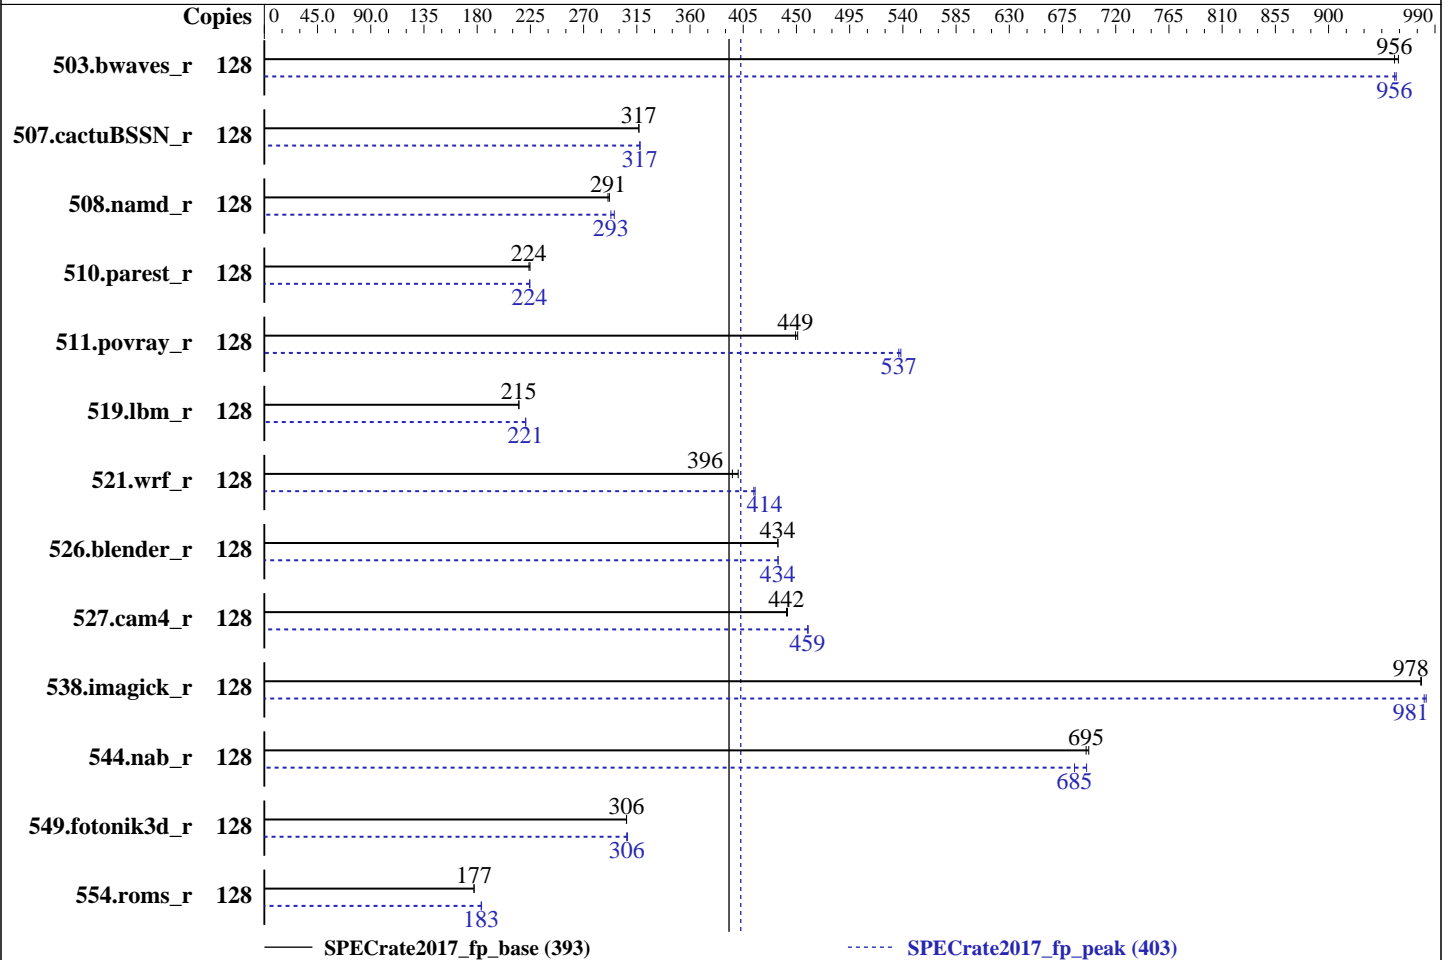 Copies 0 45.0 90.0 135 180 225 270 315 360 405 450 495 540 585 630 675 720 765 810 855 900 990
503.bwaves_r 128 956
956
507.cactuBSSN_r 128 317
317
508.namd_r 128 291
293
510.parest_r 128 224
224
511.povray_r 128 449
537
519.lbm_r 128 215
221
521.wrf_r 128 396
414
526.blender_r 128 434
434
527.cam4_r 128 442
459
538.imagick_r 128 978
981
544.nab_r 128 695
685
549.fotonik3d_r 128 306
306
554.roms_r 128 177
183
SPECrate2017_fp_base (393) SPECrate2017_fp_peak (403)